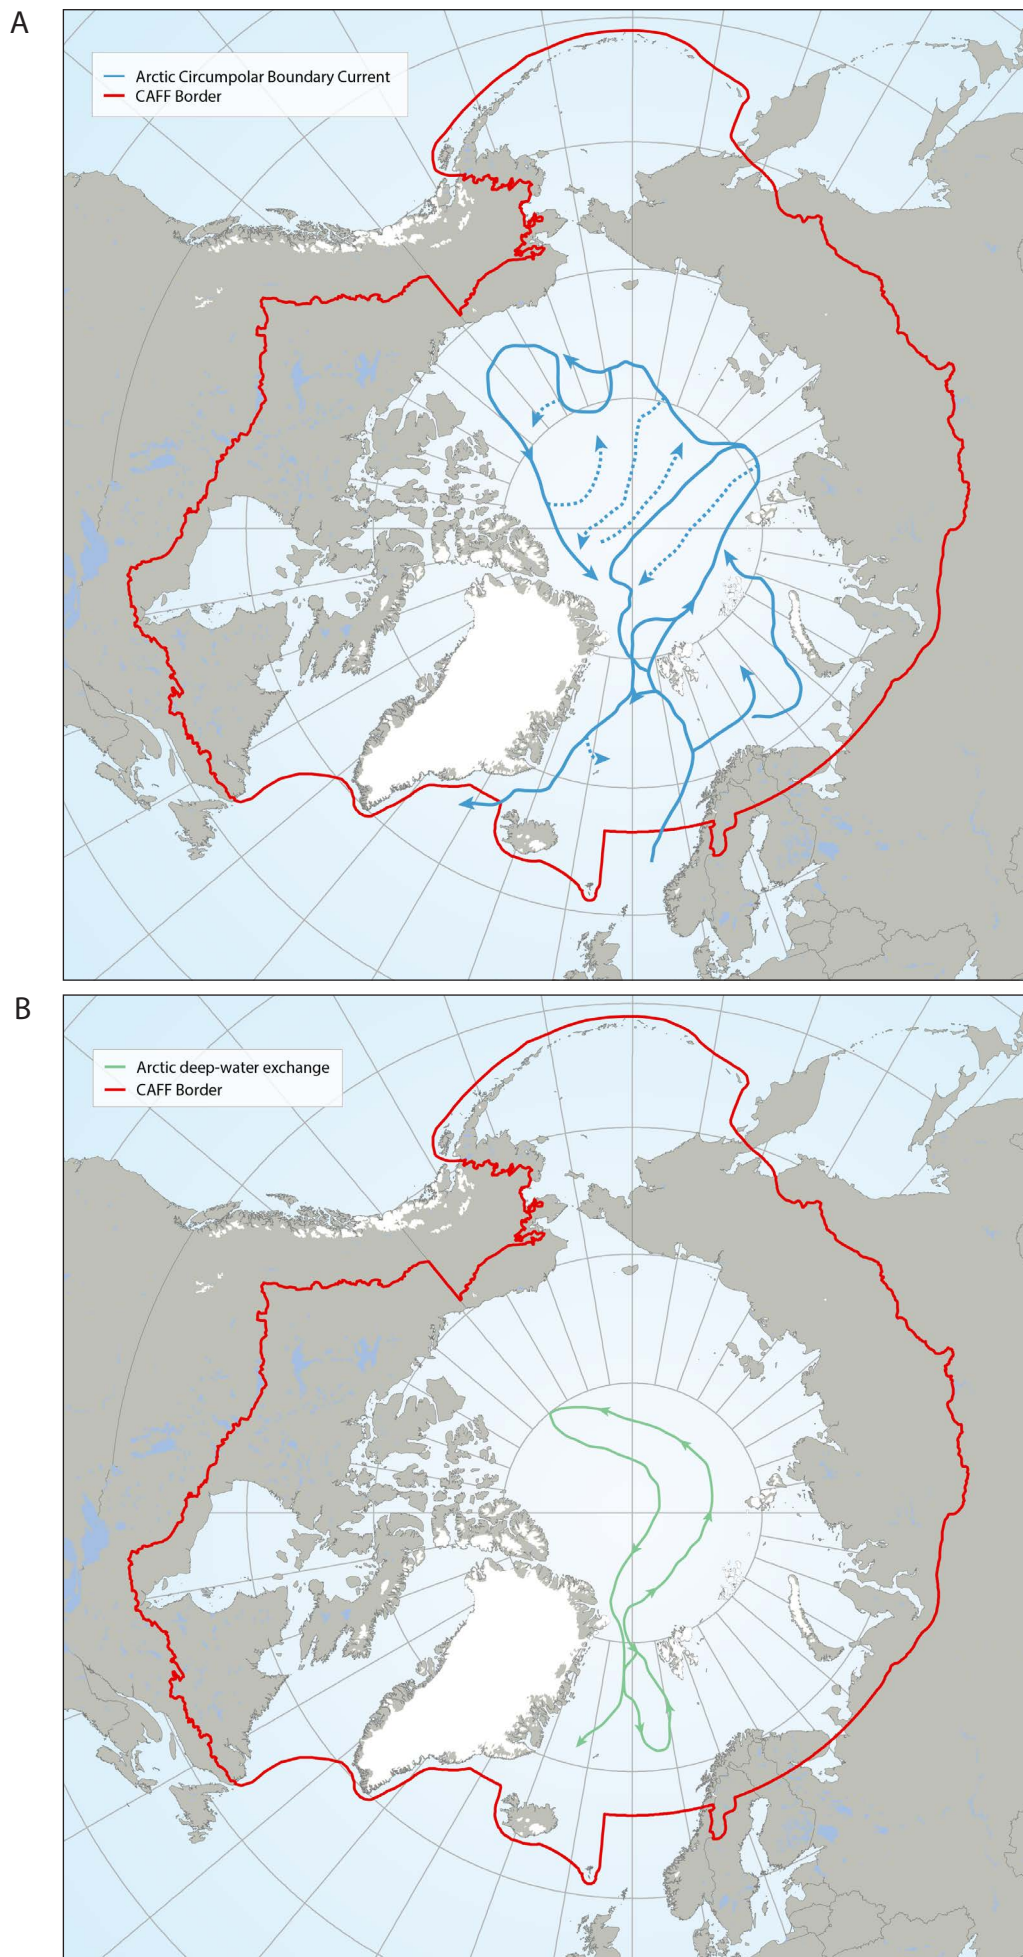 A
Arctic Circumpolar Boundary Current
CAFF Border
B
Arctic deep-water exchange
CAFF Border